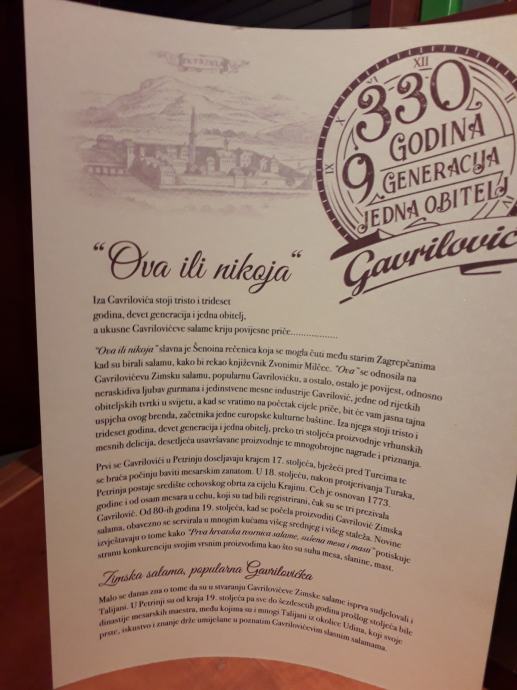 PETRINJA
XII
XI
X
IX
II
330
GODINA
9 GENERACIJA
JEDNA OBITELJ
Gavrilović
"Ova ili nikoja"
Iza Gavrilovića stoji tristo i trideset
godina, devet generacija i jedna obitelj,
a ukusne Gavrilovićeve salame kriju povijesne priče..................
"Ova ili nikoja" slavna je Šenoina rečenica koja se mogla čuti među starim Zagrepčanima
kad su birali salamu, kako bi rekao književnik Zvonimir Milčec. "Ova" se odnosila na
Gavrilovićevu Zimsku salamu, popularnu Gavrilovićku, a ostalo, ostalo je povijest, odnosno
neraskidiva ljubav gurmana i jedinstvene mesne industrije Gavrilović, jedne od rijetkih
obiteljskih tvrtki u svijetu, a kad se vratimo na početak cijele priče, bit će vam jasna tajna
uspjeha ovog brenda, začetnika jedne europske kulturne baštine. Iza njega stoji tristo i
trideset godina, devet generacija i jedna obitelj, preko tri stoljeća proizvodnje vrhunskih
mesnih delicija, desetljeća usavršavane proizvodnje te mnogobrojne nagrade i priznanja.
Prvi se Gavrilovići u Petrinju doseljavaju krajem 17. stoljeća, bježeći pred Turcima te
se braća počinju baviti mesarskim zanatom. U 18. stoljeću, nakon protjerivanja Turaka,
Petrinja postaje središte cehovskog obrta za cijelu Krajinu. Ceh je osnovan 1773.
godine i od osam mesara u cehu, koji su tad bili registrirani, čak su se tri prezivala
Gavrilović. Od 80-ih godina 19. stoljeća, kad se počela proizvoditi Gavrilović Zimska
salama, obavezno se servirala u mnogim kućama višeg srednjeg i višeg staleža. Novine
izvještavaju o tome kako "Prva hrvatska tvornica salame, sušena mesa i masti" potiskuje
stranu konkurenciju svojim vrsnim proizvodima kao što su suha mesa, slanine, mast.
Zimska salama, popularna Gavrilovićka
Malo se danas zna o tome da su u stvaranju Gavrilovićeve Zimske salame isprva sudjelovali i
Talijani. U Petrinji su od kraja 19. stoljeća pa sve do šezdesetih godina prošlog stoljeća bile
dinastije mesarskih maestra, među kojima su i mnogi Talijani iz okolice Udina, koji svoje
prste, iskustvo i znanje drže umiješane u poznatim Gavrilovićevim slasnim salamama.